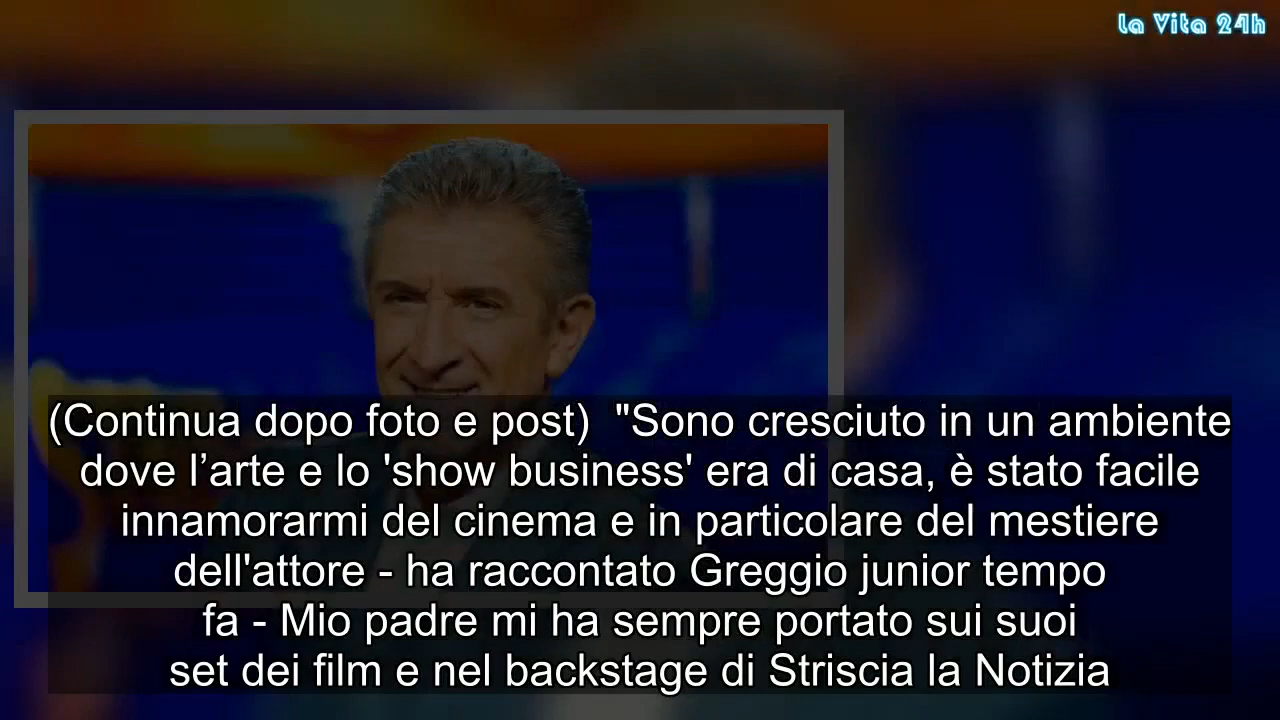 La Vita 24h
(Continua dopo foto e post)  "Sono cresciuto in un ambiente
dove l’arte e lo 'show business' era di casa, è stato facile
innamorarmi del cinema e in particolare del mestiere
dell'attore - ha raccontato Greggio junior tempo
fa - Mio padre mi ha sempre portato sui suoi
set dei film e nel backstage di Striscia la Notizia